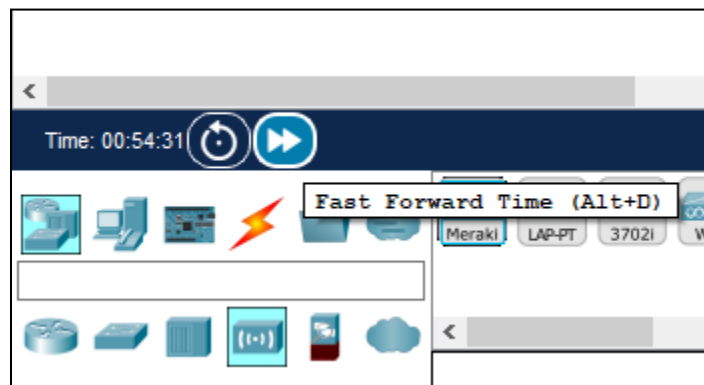 Time: 00:54:31
Fast Forward Time (Alt+D)
Meraki LAP-PT 3702i W